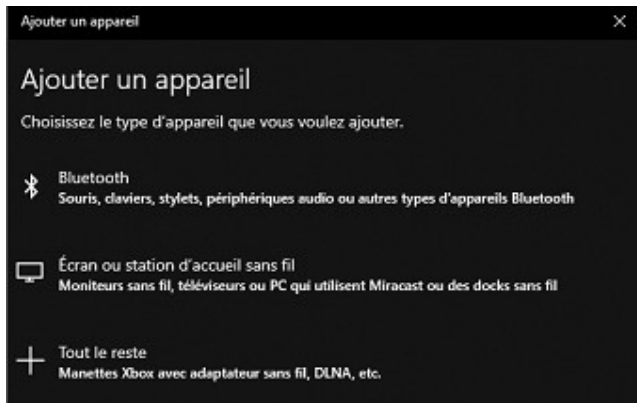 Ajouter un appareil
Ajouter un appareil
Choisissez le type d'appareil que vous voulez ajouter.
Bluetooth
Souris, claviers, stylets, périphériques audio ou autres types d'appareils Bluetooth
Écran ou station d'accueil sans fil
Moniteurs sans fil, téléviseurs ou PC qui utilisent Miracast ou des docks sans fil
Tout le reste
Manettes Xbox avec adaptateur sans fil, DLNA, etc.